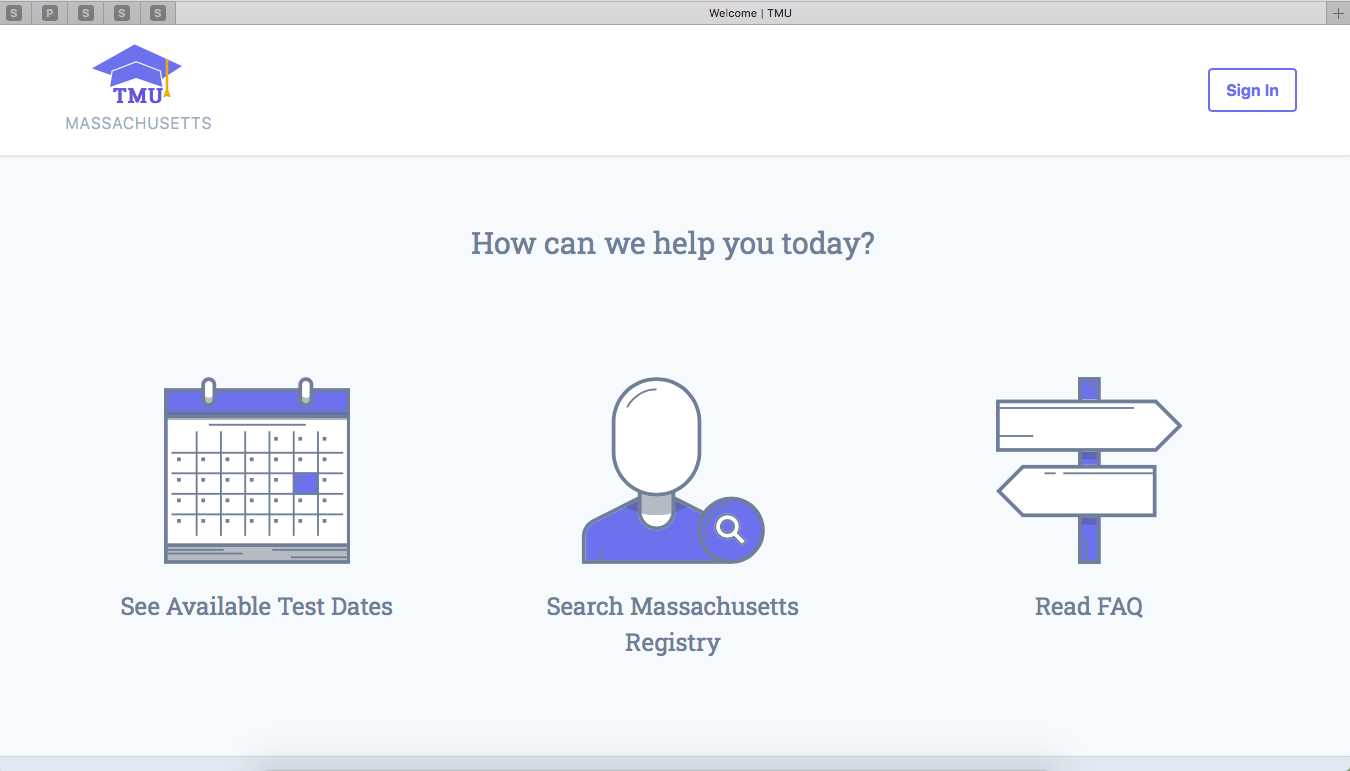 S P S S S Welcome | TMU +
TMU
MASSACHUSETTS
Sign In
How can we help you today?
See Available Test Dates
Search Massachusetts
Registry
Read FAQ